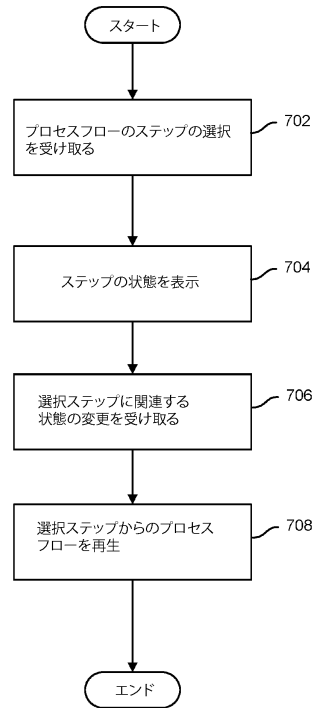 スタート
プロセスフローのステップの選択
を受け取る
702
ステップの状態を表示
704
選択ステップに関連する
状態の変更を受け取る
706
選択ステップからのプロセス
フローを再生
708
エンド